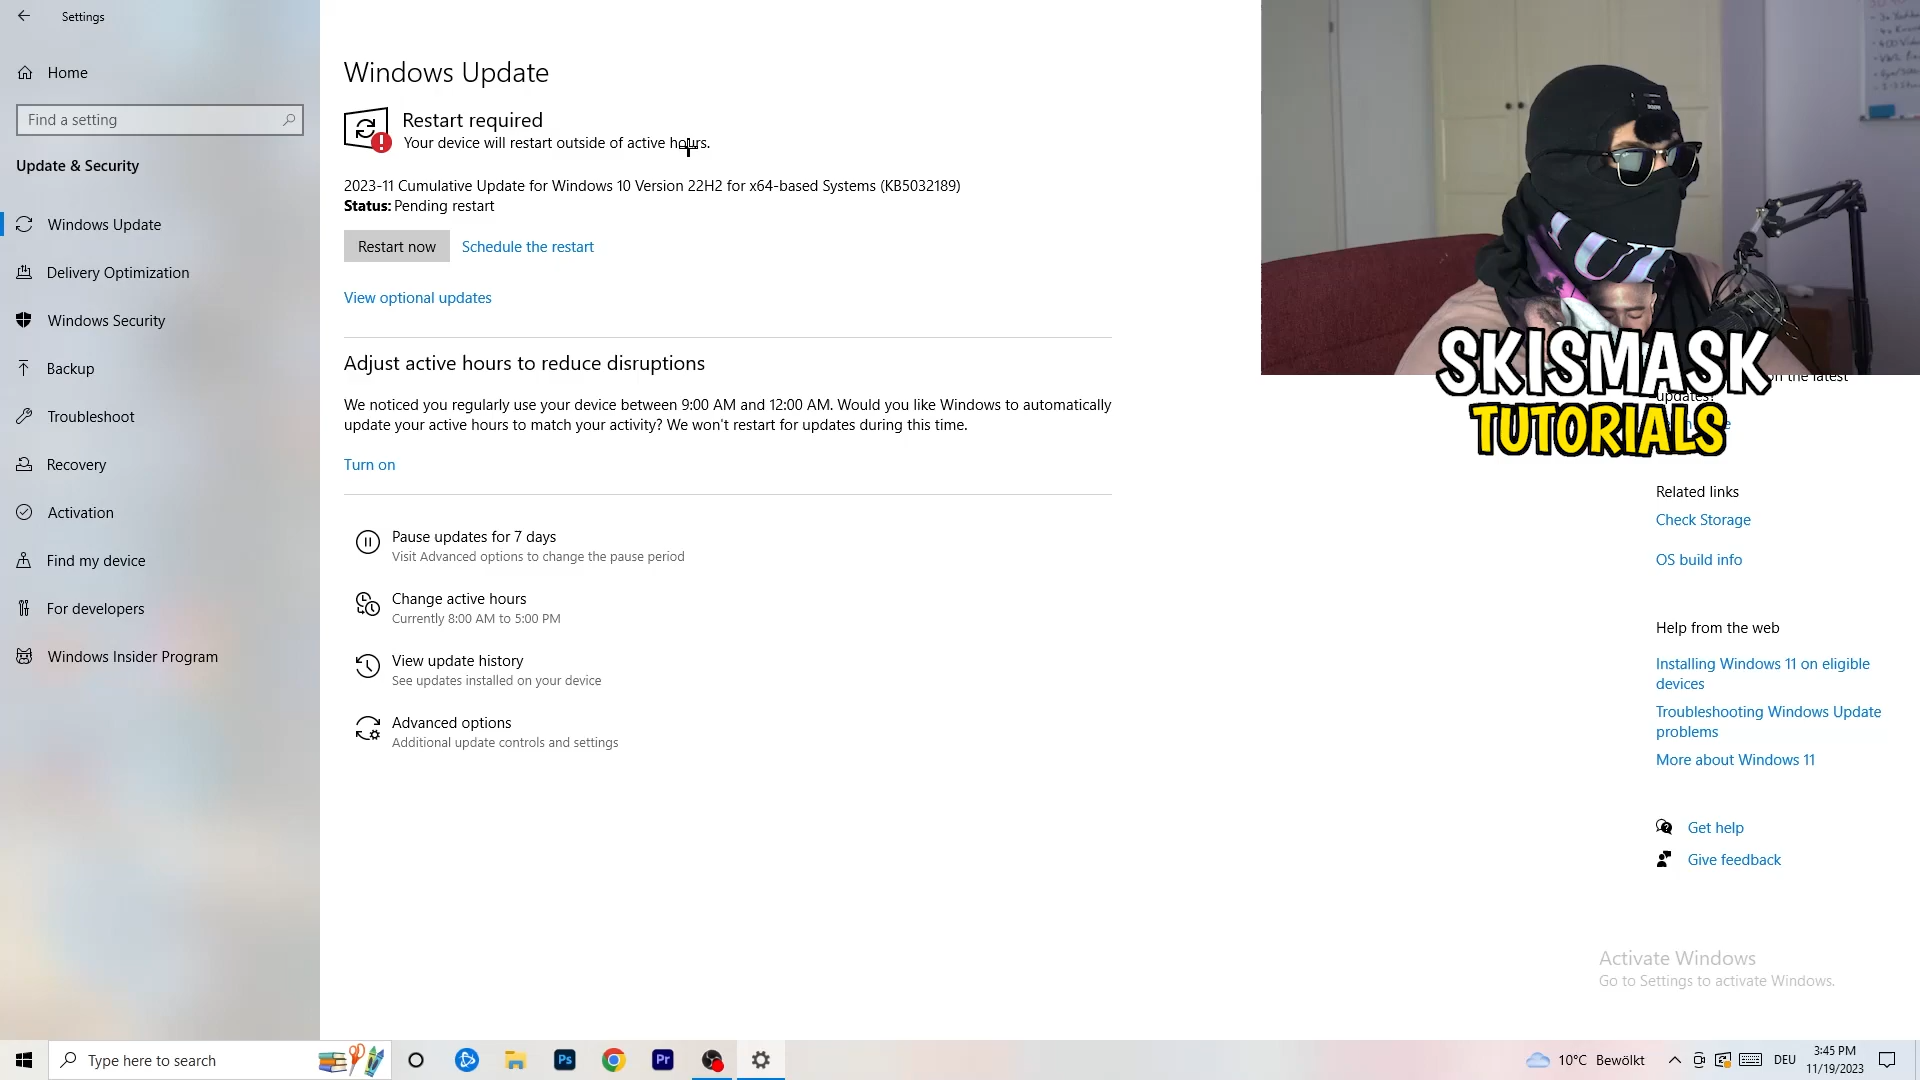 Settings
Home
Find a setting
Update & Security
Windows Update
Delivery Optimization
Windows Security
Backup
Troubleshoot
Recovery
Activation
Find my device
For developers
Windows Insider Program
Windows Update
Restart required
Your device will restart outside of active hours.
2023-11 Cumulative Update for Windows 10 Version 22H2 for x64-based Systems (KB5032189)
Status: Pending restart
Restart now Schedule the restart
View optional updates
Adjust active hours to reduce disruptions
We noticed you regularly use your device between 9:00 AM and 12:00 AM. Would you like Windows to automatically
update your active hours to match your activity? We won't restart for updates during this time.
Turn on
Pause updates for 7 days
Visit Advanced options to change the pause period
Change active hours
Currently 8:00 AM to 5:00 PM
View update history
See updates installed on your device
Advanced options
Additional update controls and settings
SKISMASK
TUTORIALS
on the latest
updates?
Related links
Check Storage
OS build info
Help from the web
Installing Windows 11 on eligible
devices
Troubleshooting Windows Update
problems
More about Windows 11
Get help
Give feedback
Activate Windows
Go to Settings to activate Windows.
Type here to search
Ps
Pr
10°C Bewölkt
DEU
3:45 PM
11/19/2023